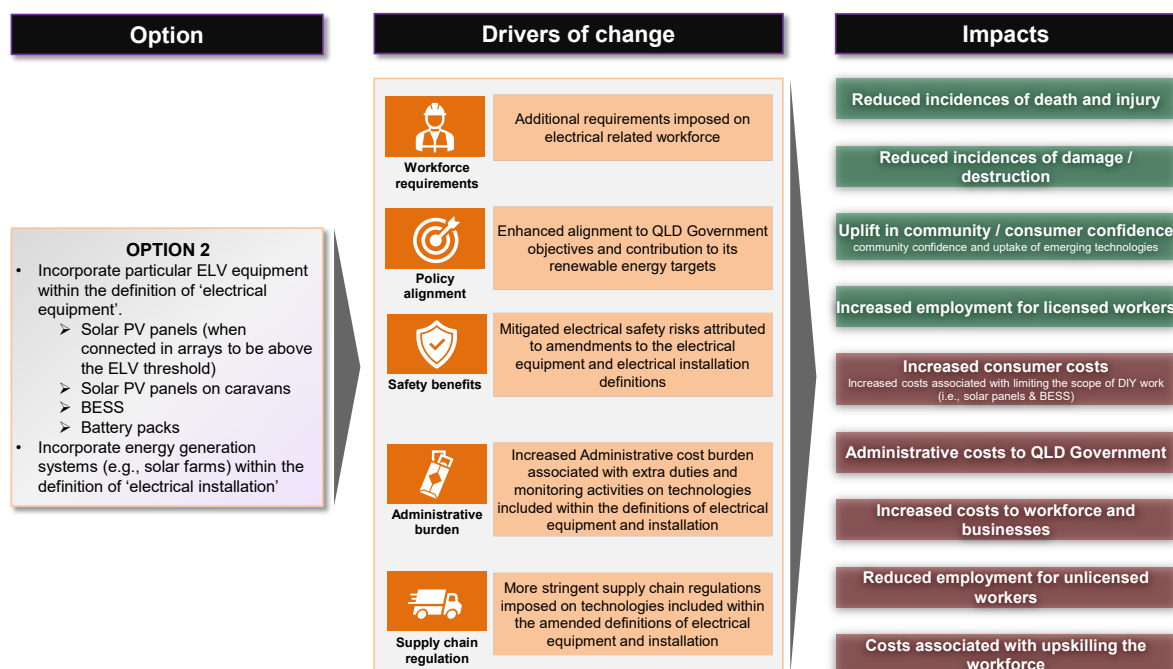 Option
Drivers of change
Impacts
OPTION 2
• Incorporate particular ELV equipment
within the definition of ‘electrical
equipment’.
➢ Solar PV panels (when
connected in arrays to be above
the ELV threshold)
➢ Solar PV panels on caravans
➢ BESS
➢ Battery packs
• Incorporate energy generation
systems (e.g., solar farms) within the
definition of ‘electrical installation’
Workforce
requirements
Additional requirements imposed on
electrical related workforce
Policy
alignment
Enhanced alignment to QLD Government
objectives and contribution to its
renewable energy targets
Safety benefits
Mitigated electrical safety risks attributed
to amendments to the electrical
equipment and electrical installation
definitions
Administrative
burden
Increased Administrative cost burden
associated with extra duties and
monitoring activities on technologies
included within the definitions of electrical
equipment and installation
Supply chain
regulation
More stringent supply chain regulations
imposed on technologies included within
the amended definitions of electrical
equipment and installation
Reduced incidences of death and injury
Reduced incidences of damage /
destruction
Uplift in community / consumer confidence
community confidence and uptake of emerging technologies
Increased employment for licensed workers
Increased consumer costs
Increased costs associated with limiting the scope of DIY work
(i.e., solar panels & BESS)
Administrative costs to QLD Government
Increased costs to workforce and
businesses
Reduced employment for unlicensed
workers
Costs associated with upskilling the
workforce